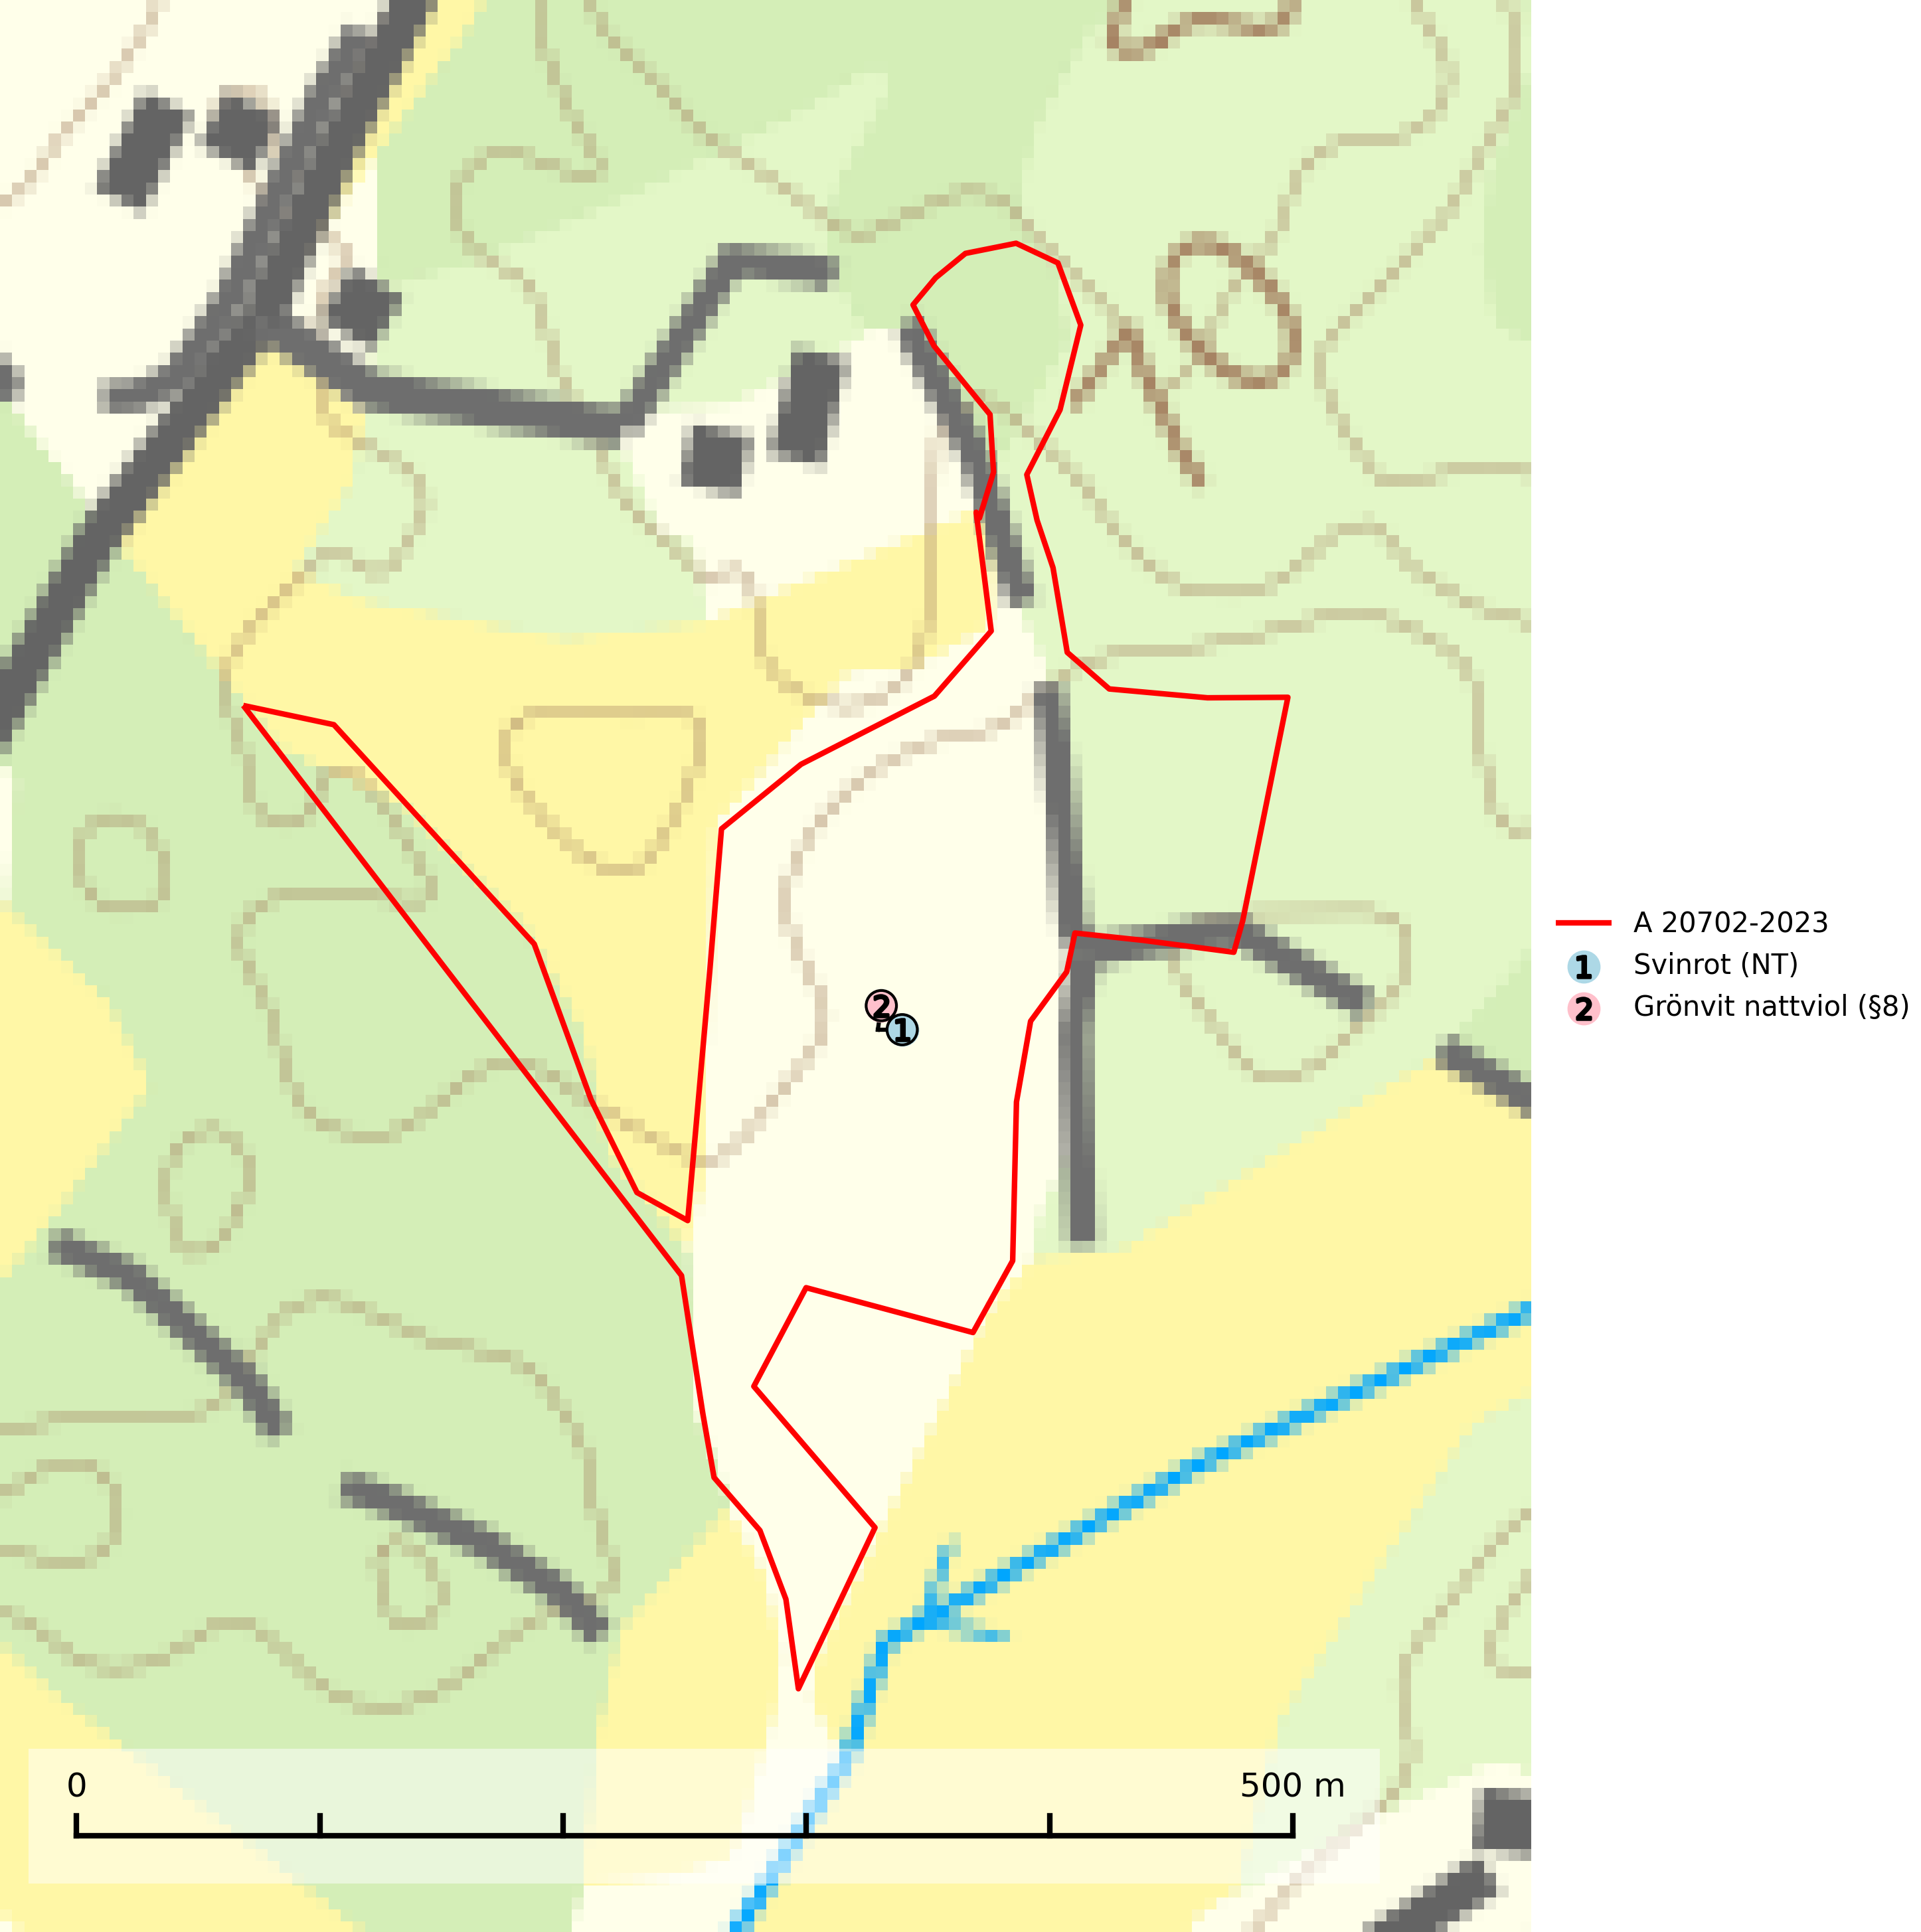 2
1
A 20702-2023
1 Svinrot (NT)
2 Grönvit nattviol (§8)
0 500 m